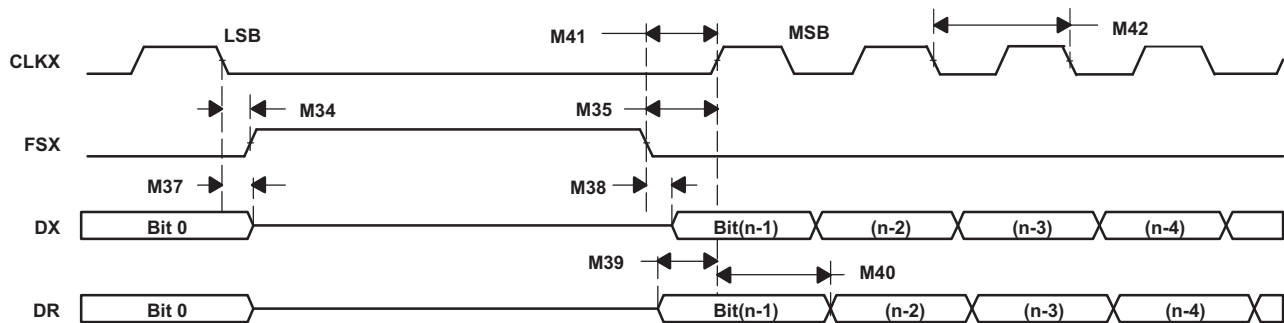 LSB M41 MSB M42
CLKX
M34 M35
FSX
M37 M38
DX Bit 0 Bit(n-1) (n-2) (n-3) (n-4)
M39 M40
DR Bit 0 Bit(n-1) (n-2) (n-3) (n-4)